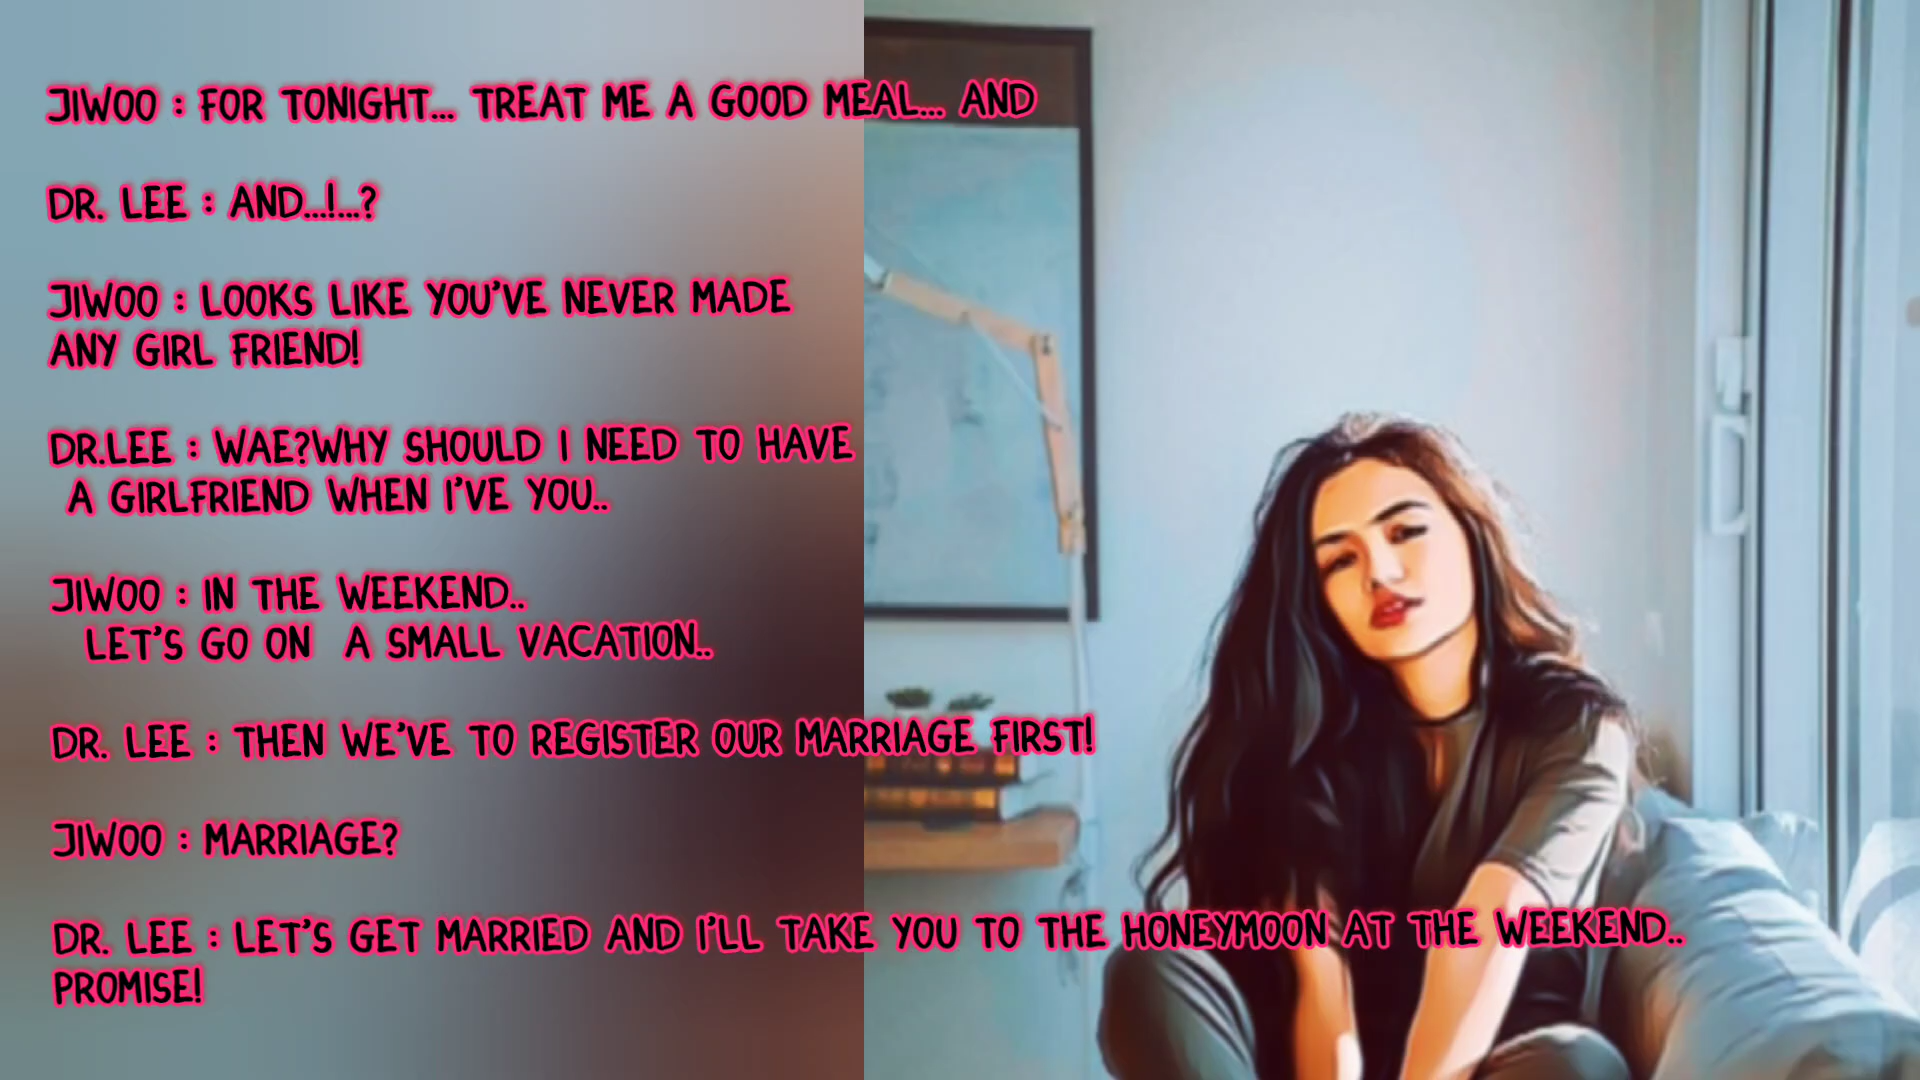 JIWOO : FOR TONIGHT... TREAT ME A GOOD MEAL... AND
DR. LEE : AND...!...?
JIWOO : LOOKS LIKE YOU'VE NEVER MADE
ANY GIRL FRIEND!
DR.LEE : WAE?WHY SHOULD I NEED TO HAVE
A GIRLFRIEND WHEN I'VE YOU..
JIWOO : IN THE WEEKEND..
LET'S GO ON A SMALL VACATION..
DR. LEE : THEN WE'VE TO REGISTER OUR MARRIAGE FIRST!
JIWOO : MARRIAGE?
DR. LEE : LET'S GET MARRIED AND I'LL TAKE YOU TO THE HONEYMOON AT THE WEEKEND..
PROMISE!